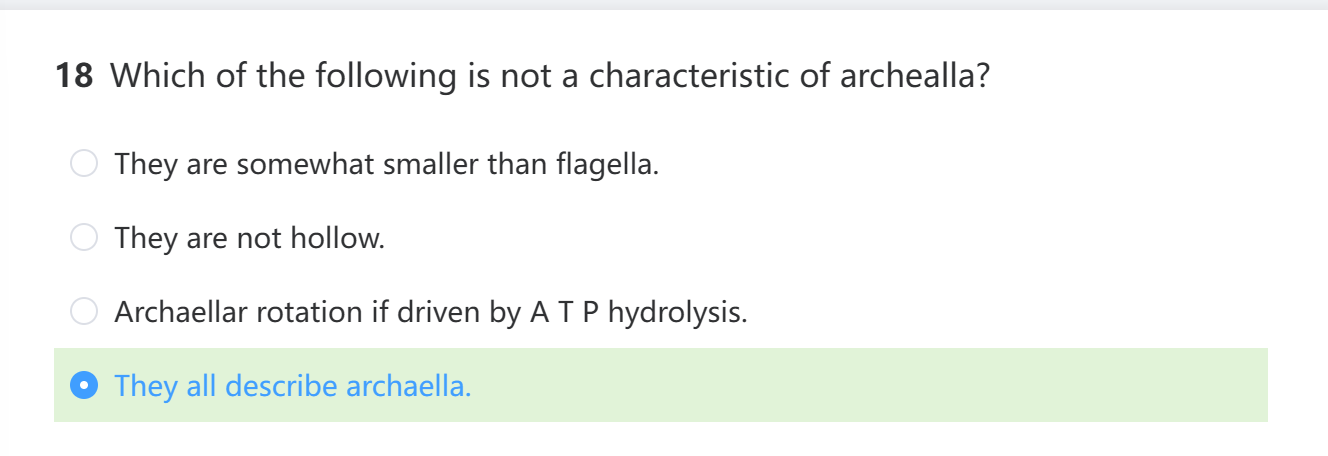 18 Which of the following is not a characteristic of archealla?
They are somewhat smaller than flagella.
They are not hollow.
Archaellar rotation if driven by A T P hydrolysis.
They all describe archaella.